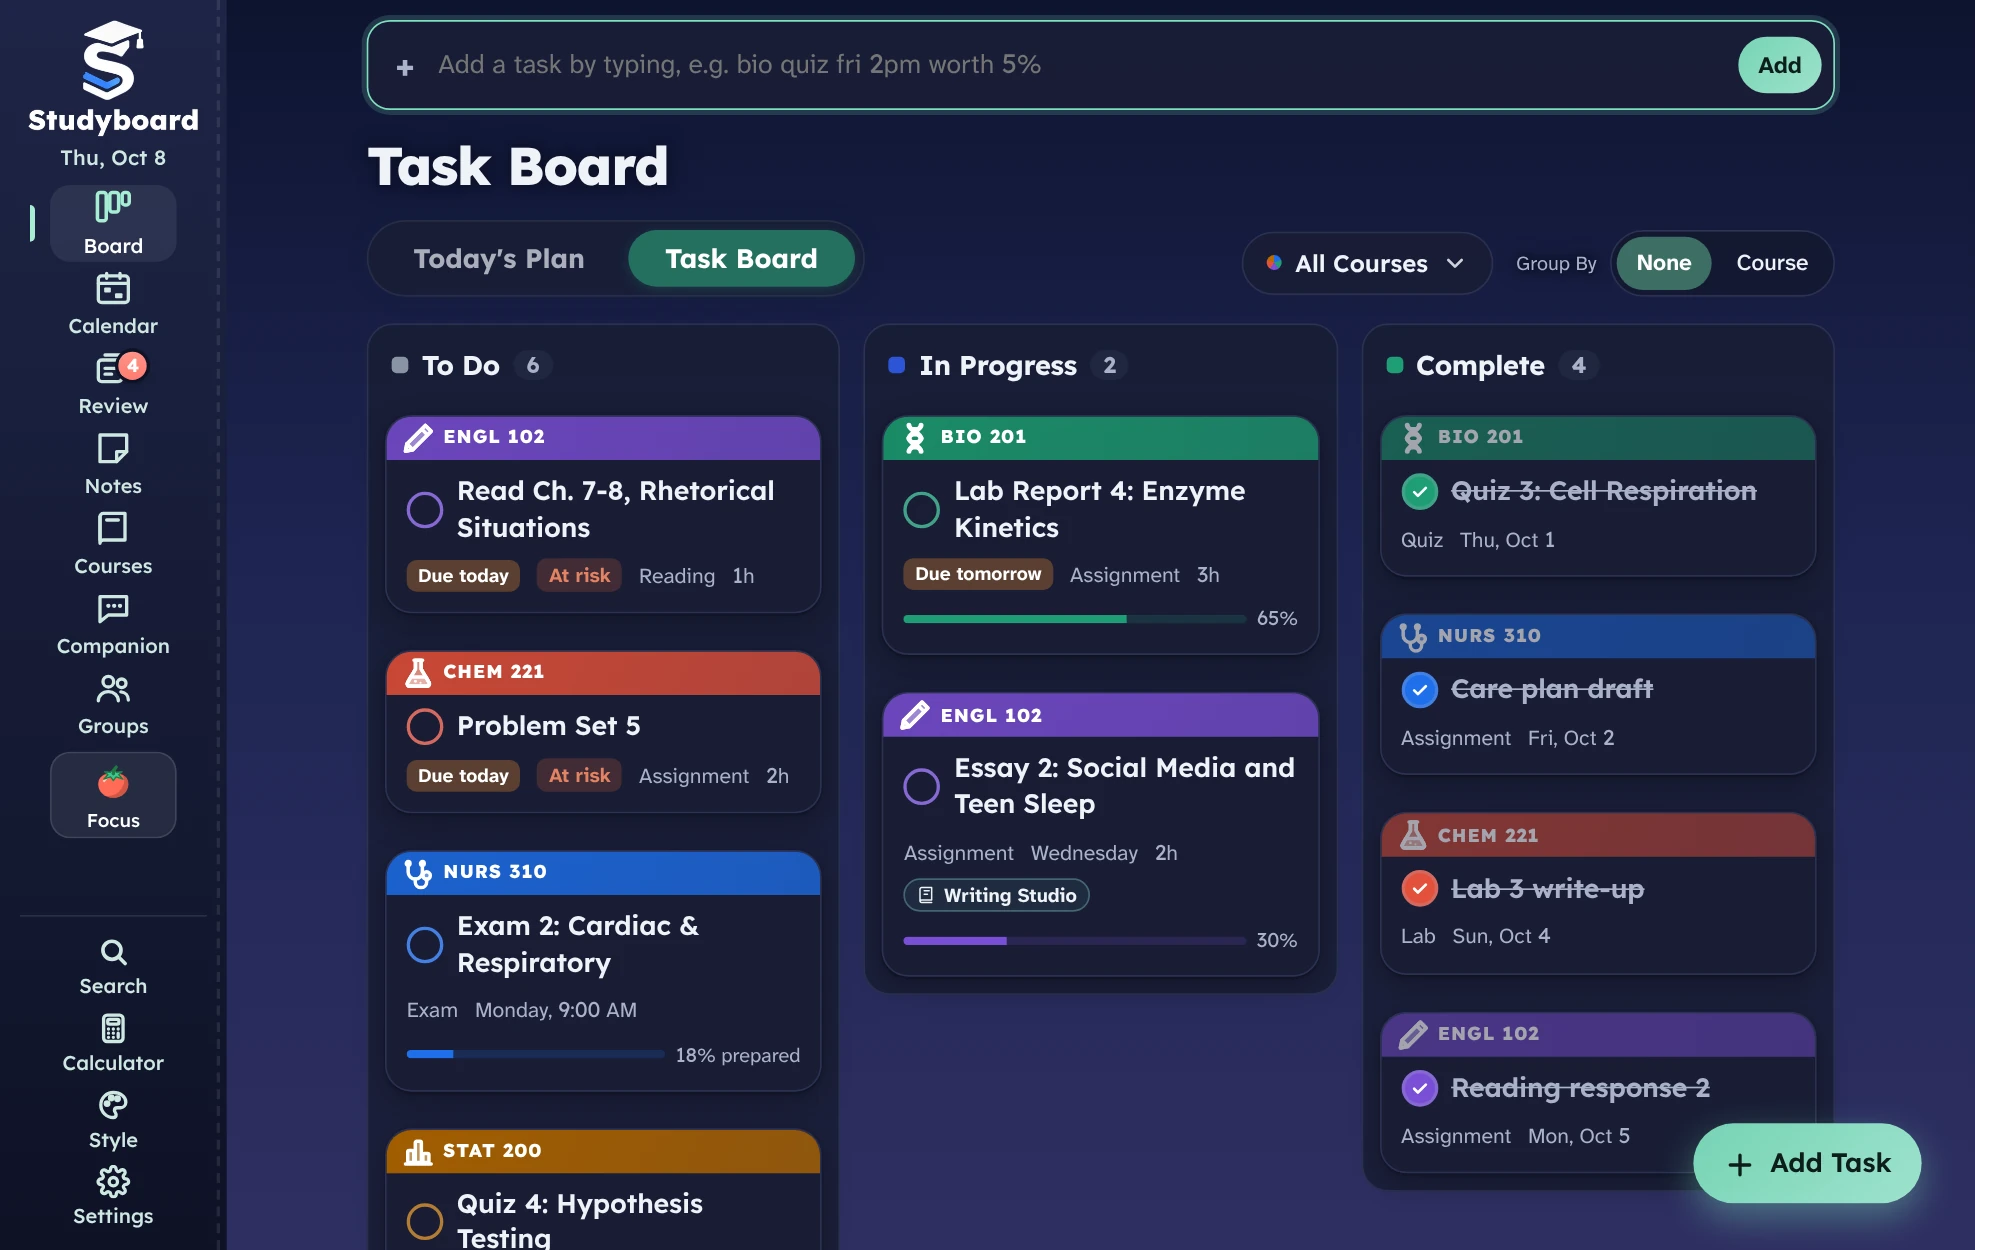 Studyboard
Thu, Oct 8
Board
Calendar
4
Review
Notes
Courses
Companion
Groups
Focus
Search
Calculator
Style
Settings
+ Add a task by typing, e.g. bio quiz fri 2pm worth 5%
Add
Task Board
Today's Plan
Task Board
All Courses
Group By
None
Course
To Do 6
ENGL 102
Read Ch. 7-8, Rhetorical
Situations
Due today At risk Reading 1h
CHEM 221
Problem Set 5
Due today At risk Assignment 2h
NURS 310
Exam 2: Cardiac &
Respiratory
Exam Monday, 9:00 AM
18% prepared
STAT 200
Quiz 4: Hypothesis
Testing
In Progress 2
BIO 201
Lab Report 4: Enzyme
Kinetics
Due tomorrow Assignment 3h
65%
ENGL 102
Essay 2: Social Media and
Teen Sleep
Assignment Wednesday 2h
Writing Studio
30%
Complete 4
BIO 201
Quiz 3: Cell Respiration
Quiz Thu, Oct 1
NURS 310
Care plan draft
Assignment Fri, Oct 2
CHEM 221
Lab 3 write-up
Lab Sun, Oct 4
ENGL 102
Reading response 2
Assignment Mon, Oct 5
+ Add Task